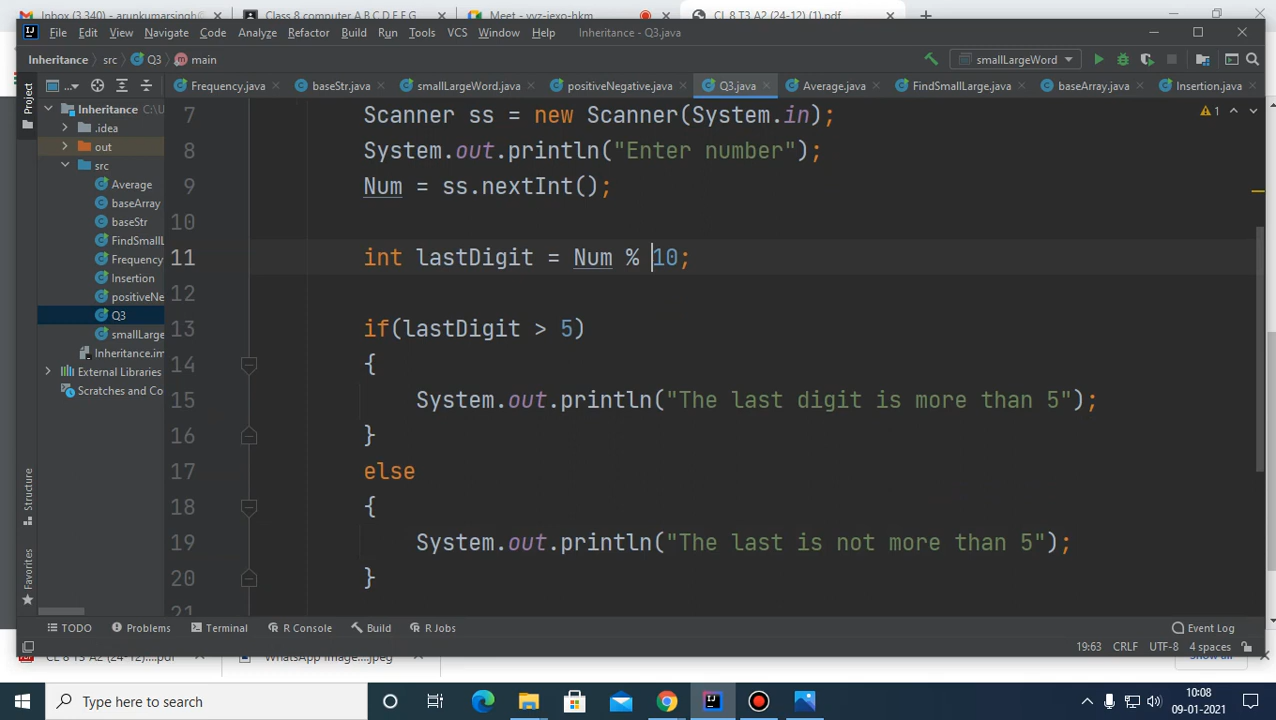 Inbox (3,340) - arunkumarsingh@
Class 8 computer A B C D E F G
Meet - vyz-jexo-hkm
CL 8 T3 A2 (24-12) (1).pdf
File Edit View Navigate Code Analyze Refactor Build Run Tools VCS Window Help Inheritance - Q3.java
Inheritance src Q3 main smallLargeWord
Project ... Frequency.java baseStr.java smallLargeWord.java positiveNegative.java Q3.java Average.java FindSmallLarge.java baseArray.java Insertion.java
Inheritance C:\U
.idea
out
src
Average
baseArray
baseStr
FindSmallL
Frequency
Insertion
positiveNe
Q3
smallLarge
Inheritance.im
External Libraries
Scratches and Co
Structure
Favorites
1
7 Scanner ss = new Scanner(System.in);
8 System.out.println("Enter number");
9 Num = ss.nextInt();
10
11 int lastDigit = Num % 10;
12
13 if(lastDigit > 5)
14 {
15 System.out.println("The last digit is more than 5");
16 }
17 else
18 {
19 System.out.println("The last is not more than 5");
20 }
21
TODO Problems Terminal R Console Build R Jobs Event Log
19:63 CRLF UTF-8 4 spaces
CL 8 T3 A2 (24-12)....pdf WhatsApp Image....jpeg Show all
Type here to search
10:08
09-01-2021